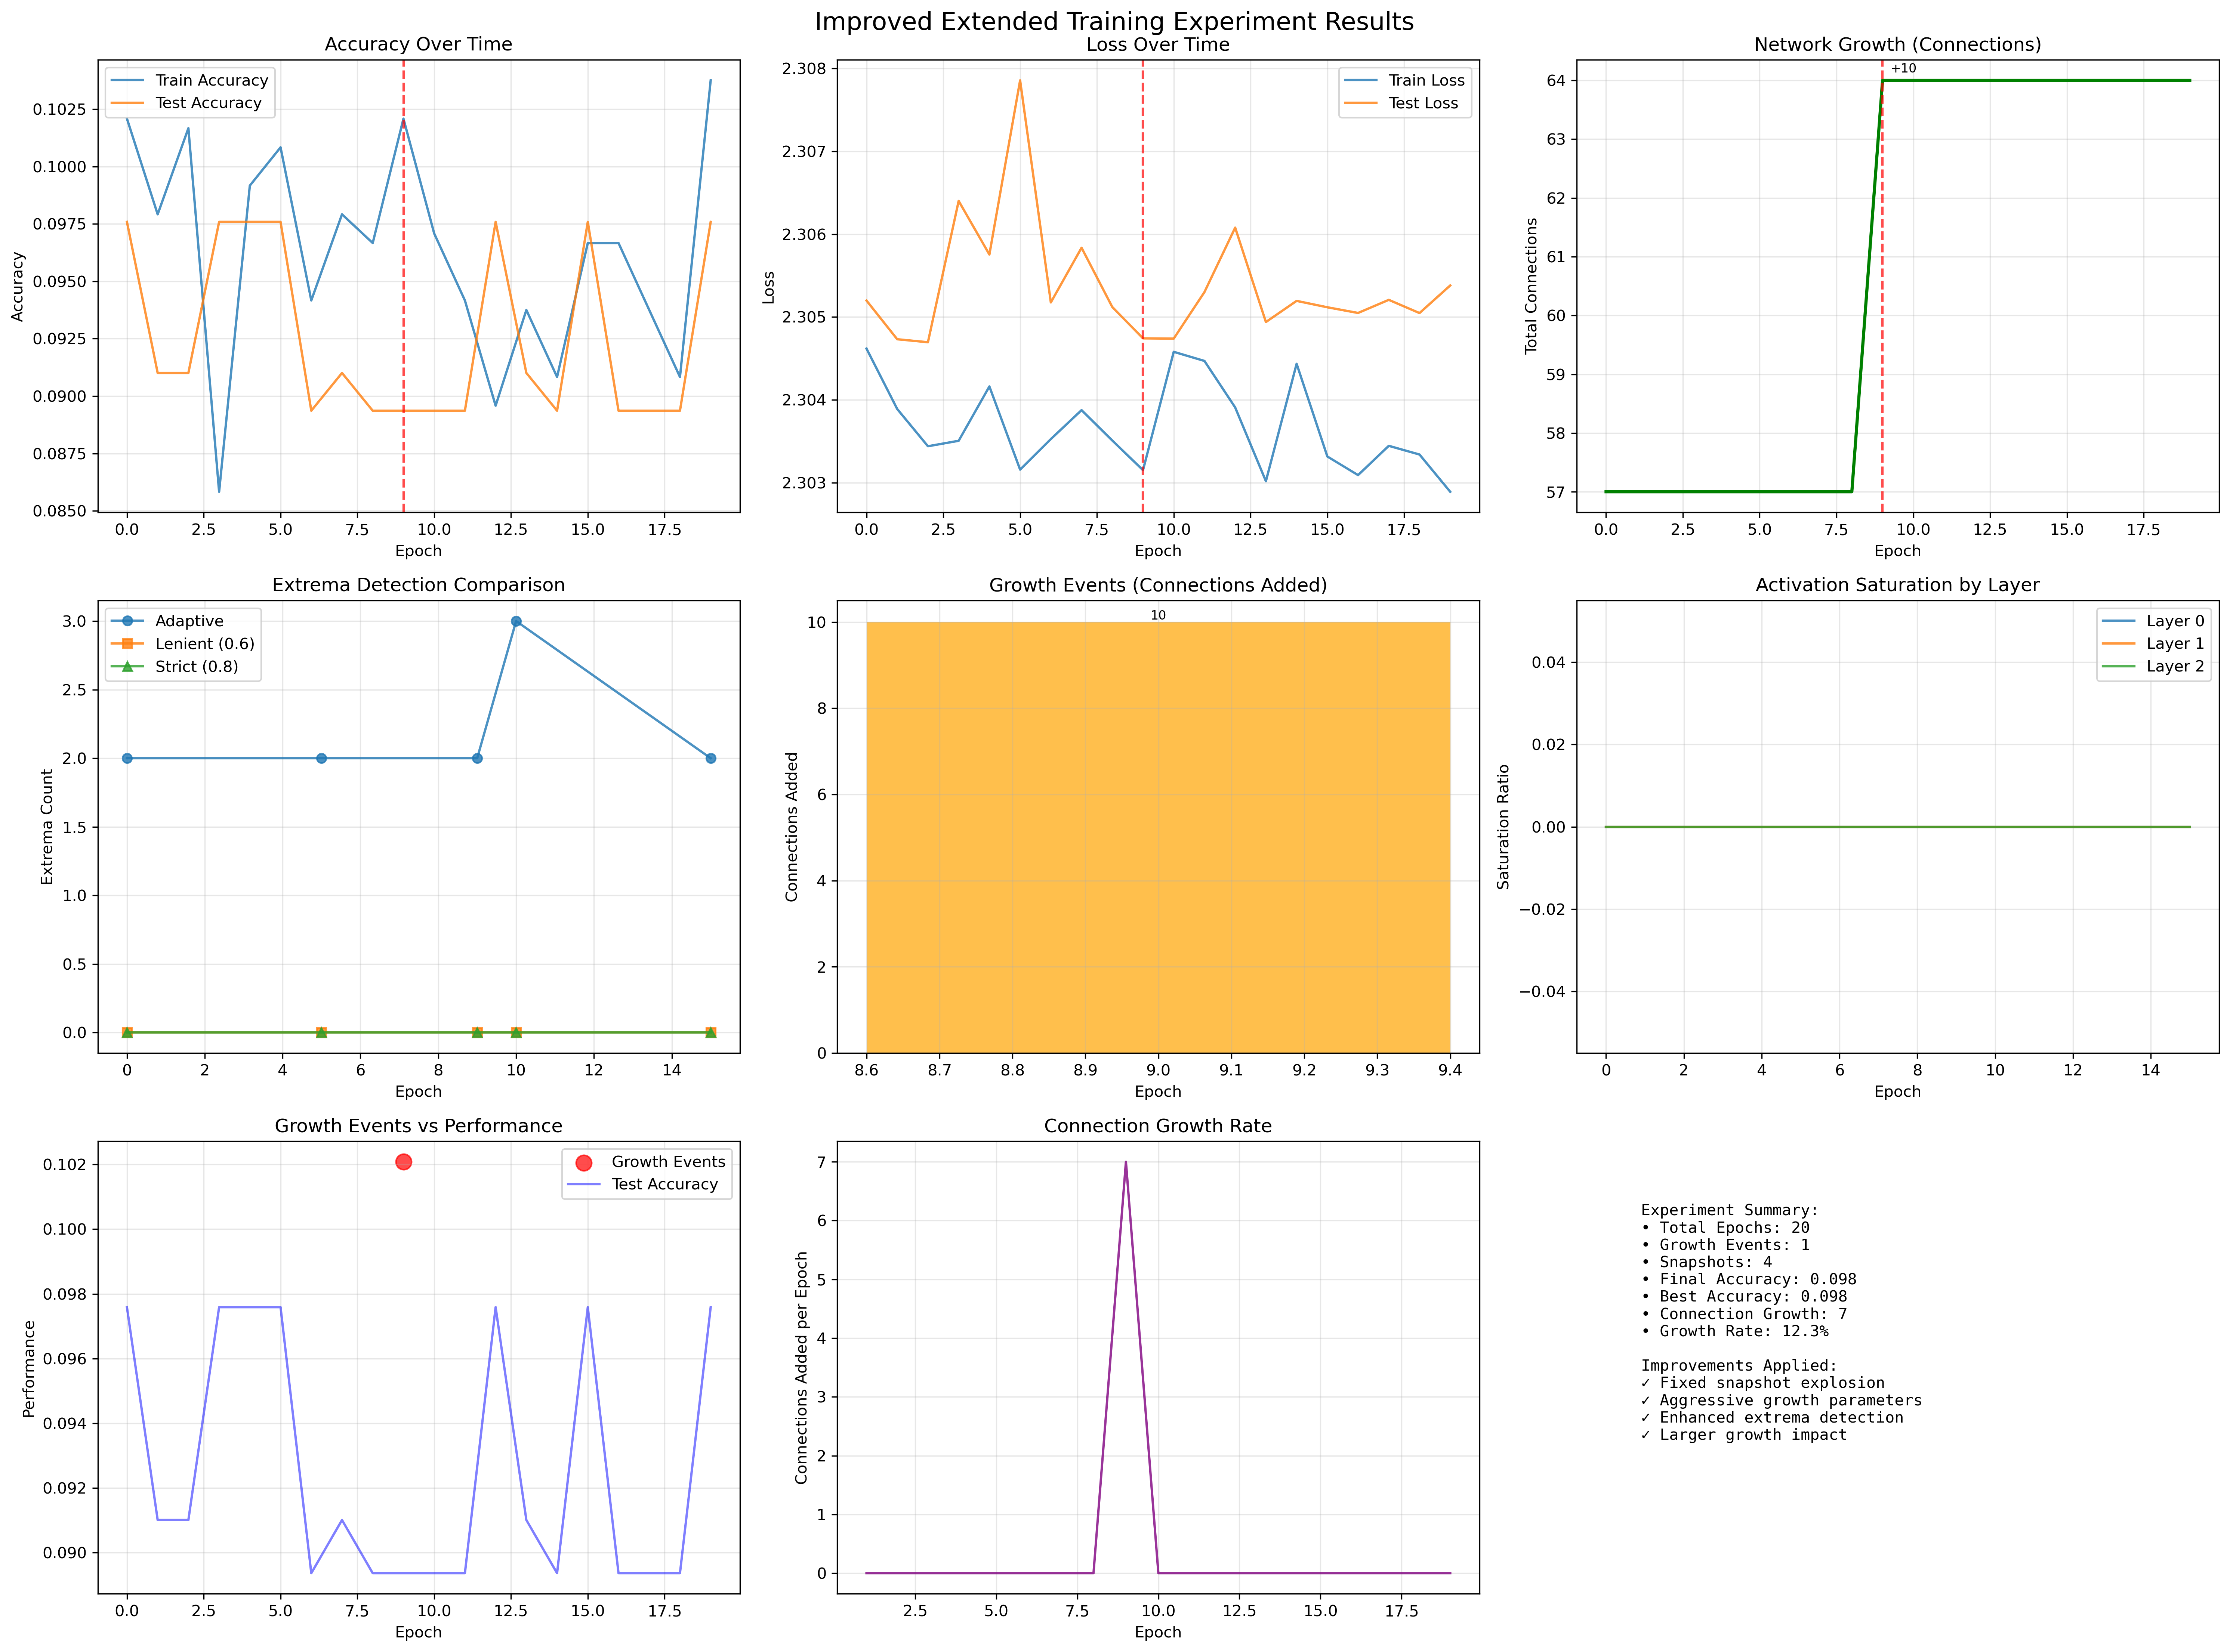 Improved Extended Training Experiment Results
Accuracy Over Time
Train Accuracy
Test Accuracy
0.1025
0.1000
0.0975
0.0950
0.0925
0.0900
0.0875
0.0850
Accuracy
0.0 2.5 5.0 7.5 10.0 12.5 15.0 17.5
Epoch
Loss Over Time
Train Loss
Test Loss
2.308
2.307
2.306
2.305
2.304
2.303
Loss
0.0 2.5 5.0 7.5 10.0 12.5 15.0 17.5
Epoch
Network Growth (Connections)
+10
64
63
62
61
60
59
58
57
Total Connections
0.0 2.5 5.0 7.5 10.0 12.5 15.0 17.5
Epoch
Extrema Detection Comparison
Adaptive
Lenient (0.6)
Strict (0.8)
3.0
2.5
2.0
1.5
1.0
0.5
0.0
Extrema Count
0 2 4 6 8 10 12 14
Epoch
Growth Events (Connections Added)
10
10
8
6
4
2
0
Connections Added
8.6 8.7 8.8 8.9 9.0 9.1 9.2 9.3 9.4
Epoch
Activation Saturation by Layer
Layer 0
Layer 1
Layer 2
0.04
0.02
0.00
−0.02
−0.04
Saturation Ratio
0 2 4 6 8 10 12 14
Epoch
Growth Events vs Performance
Growth Events
Test Accuracy
0.102
0.100
0.098
0.096
0.094
0.092
0.090
Performance
0.0 2.5 5.0 7.5 10.0 12.5 15.0 17.5
Epoch
Connection Growth Rate
7
6
5
4
3
2
1
0
Connections Added per Epoch
2.5 5.0 7.5 10.0 12.5 15.0 17.5
Epoch
Experiment Summary:
• Total Epochs: 20
• Growth Events: 1
• Snapshots: 4
• Final Accuracy: 0.098
• Best Accuracy: 0.098
• Connection Growth: 7
• Growth Rate: 12.3%
Improvements Applied:
✓ Fixed snapshot explosion
✓ Aggressive growth parameters
✓ Enhanced extrema detection
✓ Larger growth impact